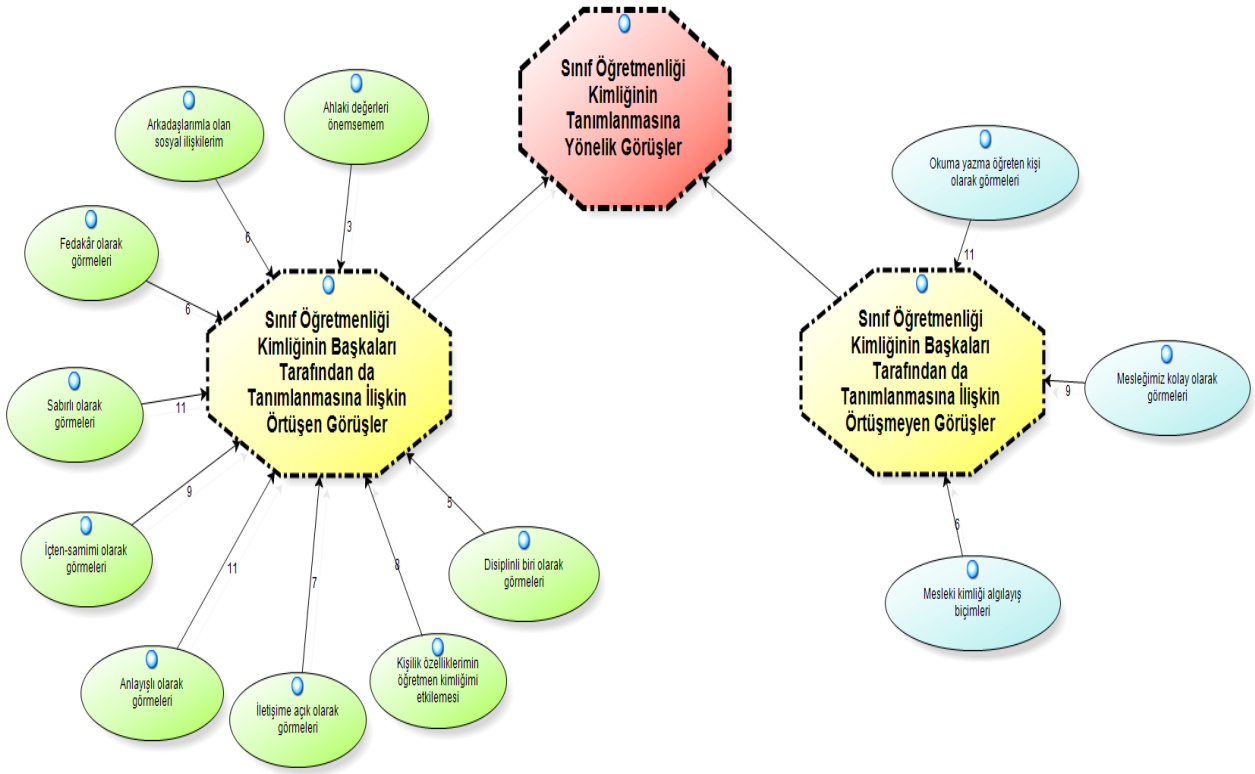 Sınıf Öğretmenliği
Kimliğinin
Tanımlanmasına
Yönelik Görüşler
Ahlaki değerleri
önemsemem
3
Arkadaşlarımla olan
sosyal ilişkilerim
6
Fedakâr olarak
görmeleri
6
Sabırlı olarak
görmeleri
11
İçten-samimi olarak
görmeleri
9
Anlayışlı olarak
görmeleri
11
İletişime açık olarak
görmeleri
7
Kişilik özelliklerimin
öğretmen kimliğimi
etkilemesi
8
Disiplinli biri olarak
görmeleri
5
Sınıf Öğretmenliği
Kimliğinin Başkaları
Tarafından da
Tanımlanmasına İlişkin
Örtüşen Görüşler
Okuma yazma öğreten kişi
olarak görmeleri
11
Sınıf Öğretmenliği
Kimliğinin Başkaları
Tarafından da
Tanımlanmasına İlişkin
Örtüşmeyen Görüşler
Mesleğimiz kolay olarak
görmeleri
9
Mesleki kimliği algılayış
biçimleri
6